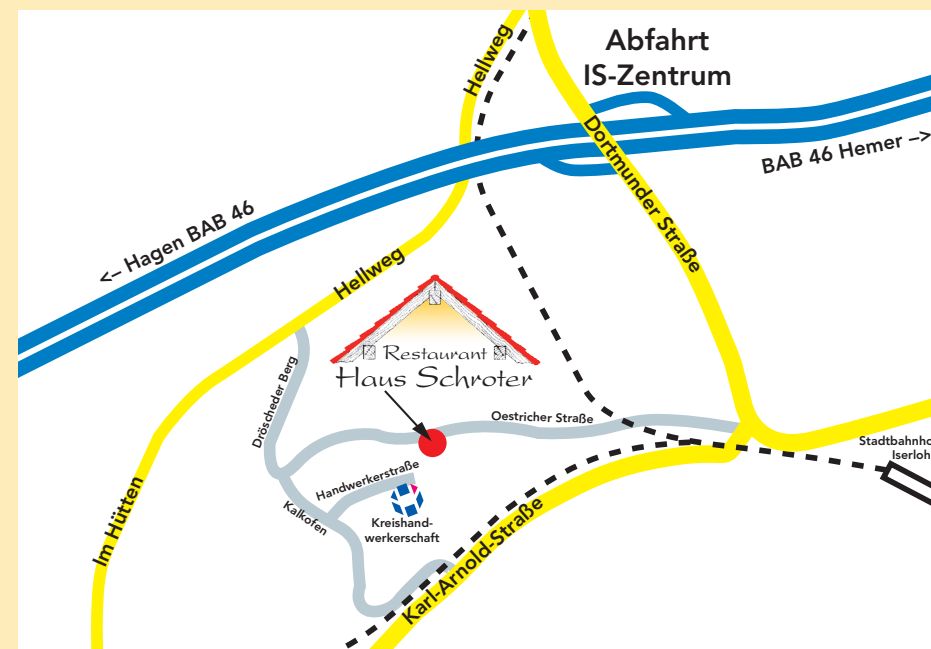 Abfahrt
IS-Zentrum
Hellweg
Dortmunder Straße
BAB 46 Hemer –>
<– Hagen BAB 46
Hellweg
Restaurant
Haus Schroter
Dröscheder Berg
Oestricher Straße
Stadtbahnho
Iserloh
Handwerkerstraße
Kalkofen
Kreishand-
werkerschaft
Im Hütten
Karl-Arnold-Straße